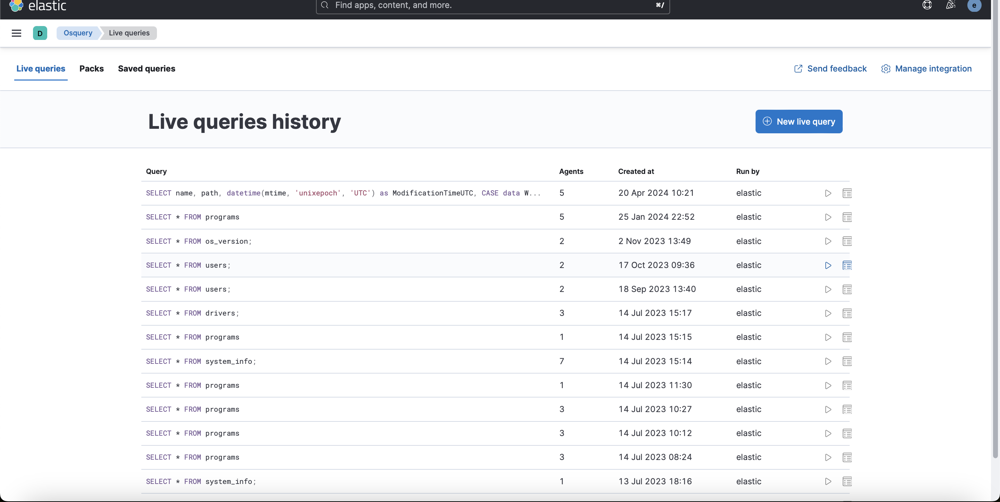 elastic
Find apps, content, and more. ⌘/ e
D Osquery Live queries
Live queries Packs Saved queries Send feedback Manage integration
Live queries history New live query
Query Agents Created at Run by
SELECT name, path, datetime(mtime, 'unixepoch', 'UTC') as ModificationTimeUTC, CASE data W... 5 20 Apr 2024 10:21 elastic
SELECT * FROM programs 5 25 Jan 2024 22:52 elastic
SELECT * FROM os_version; 2 2 Nov 2023 13:49 elastic
SELECT * FROM users; 2 17 Oct 2023 09:36 elastic
SELECT * FROM users; 2 18 Sep 2023 13:40 elastic
SELECT * FROM drivers; 3 14 Jul 2023 15:17 elastic
SELECT * FROM programs 1 14 Jul 2023 15:15 elastic
SELECT * FROM system_info; 7 14 Jul 2023 15:14 elastic
SELECT * FROM programs 1 14 Jul 2023 11:30 elastic
SELECT * FROM programs 3 14 Jul 2023 10:27 elastic
SELECT * FROM programs 3 14 Jul 2023 10:12 elastic
SELECT * FROM programs 3 14 Jul 2023 08:24 elastic
SELECT * FROM system_info; 1 13 Jul 2023 18:16 elastic